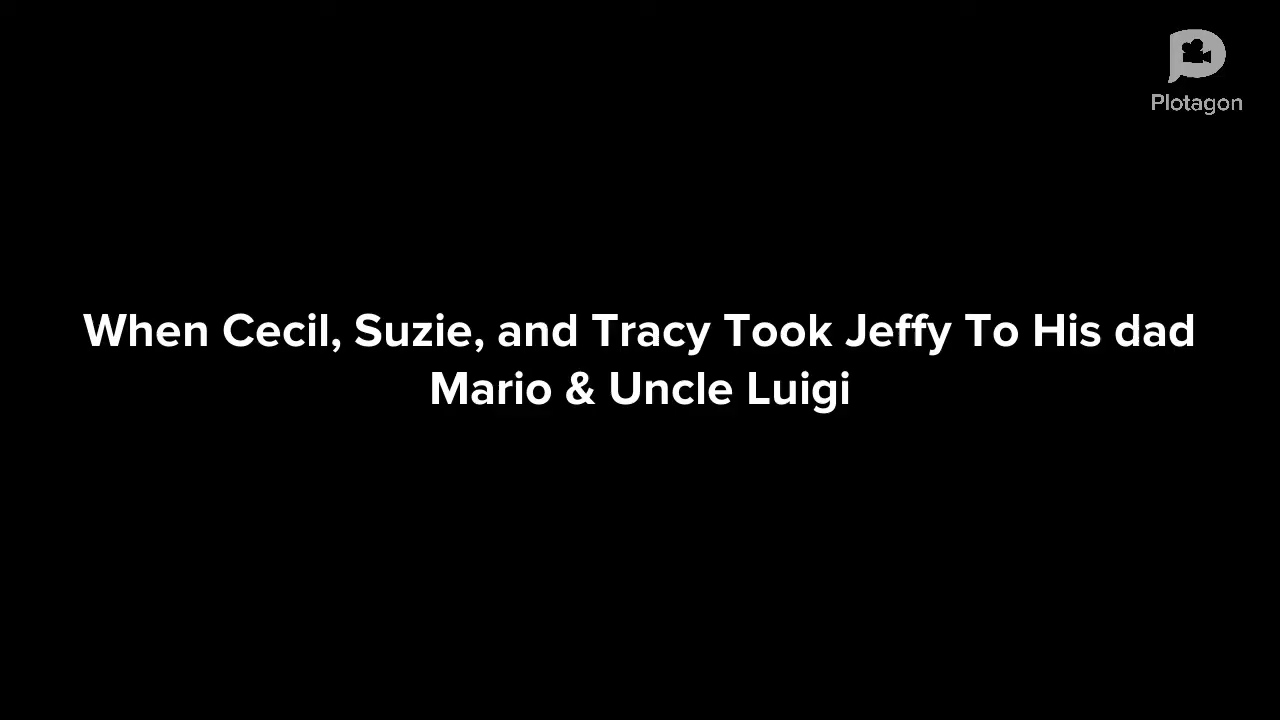 Plotagon
When Cecil, Suzie, and Tracy Took Jeffy To His dad
Mario & Uncle Luigi